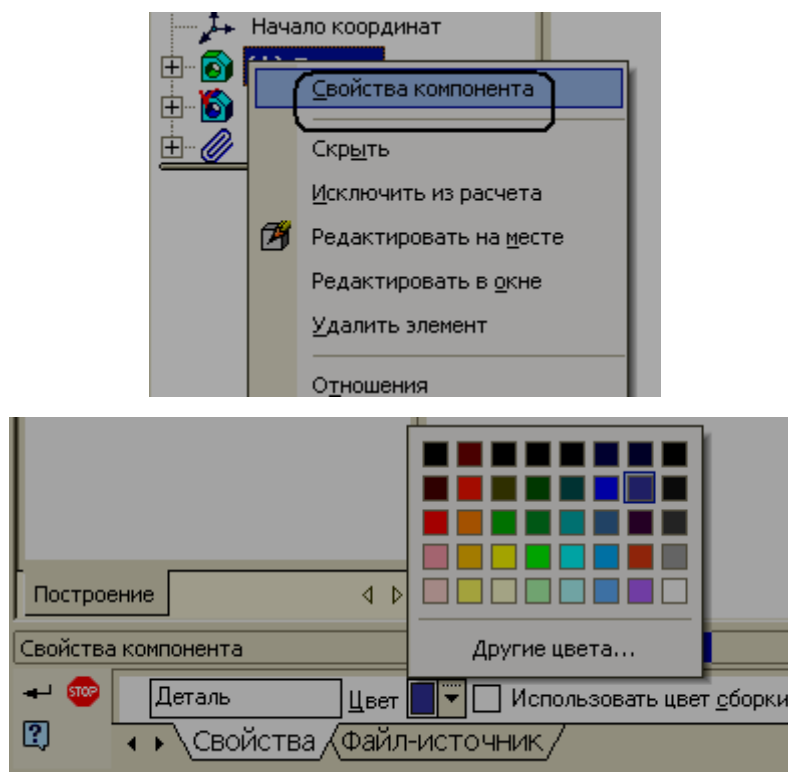 Начало координат
Свойства компонента
Скрыть
Исключить из расчета
Редактировать на месте
Редактировать в окне
Удалить элемент
Отношения
Другие цвета...
Построение
Свойства компонента
STOP Деталь Цвет Использовать цвет сборки
? Свойства Файл-источник